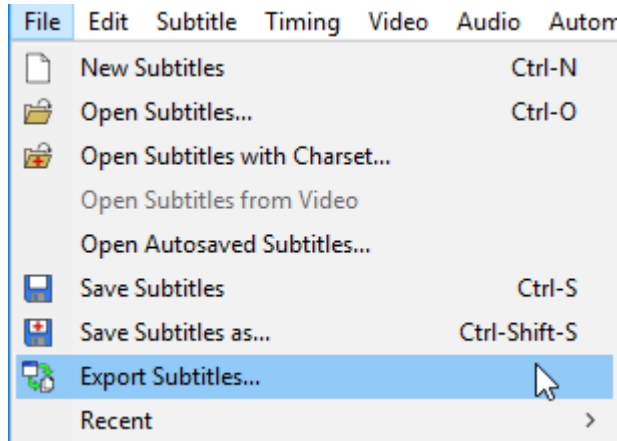 File Edit Subtitle Timing Video Audio Autom
New Subtitles Ctrl-N
Open Subtitles... Ctrl-O
Open Subtitles with Charset...
Open Subtitles from Video
Open Autosaved Subtitles...
Save Subtitles Ctrl-S
Save Subtitles as... Ctrl-Shift-S
Export Subtitles...
Recent >